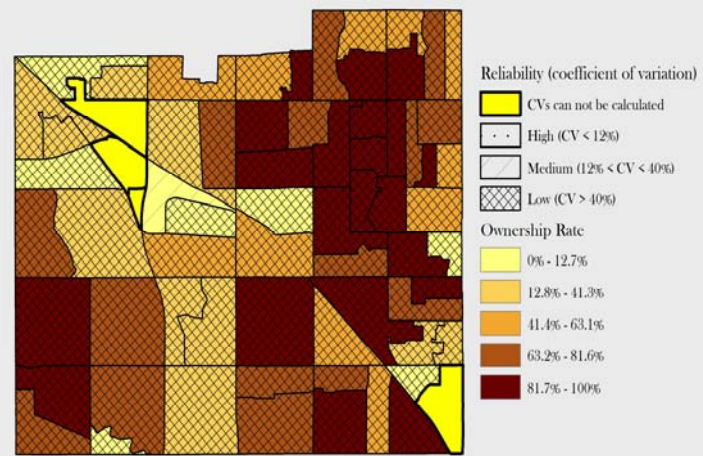 Reliability (coefficient of variation)
CVs can not be calculated
High (CV < 12%)
Medium (12% < CV < 40%)
Low (CV > 40%)
Ownership Rate
0% - 12.7%
12.8% - 41.3%
41.4% - 63.1%
63.2% - 81.6%
81.7% - 100%